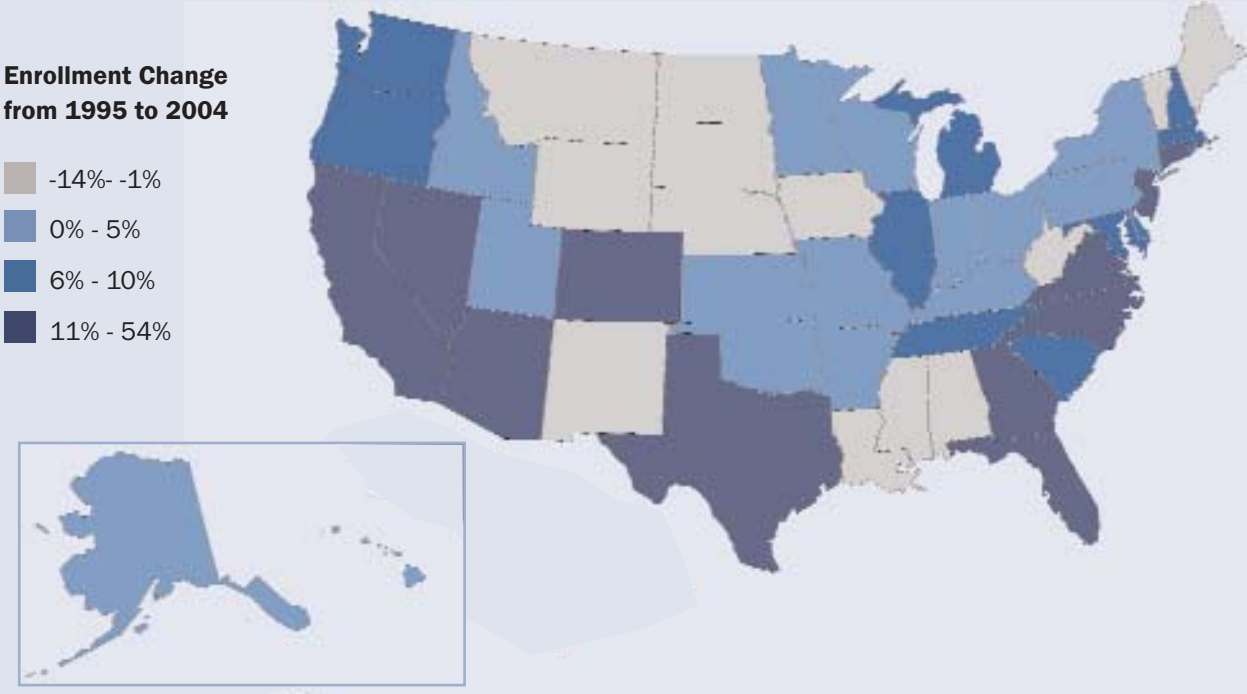 Enrollment Change
from 1995 to 2004
-14%- -1%
0% - 5%
6% - 10%
11% - 54%